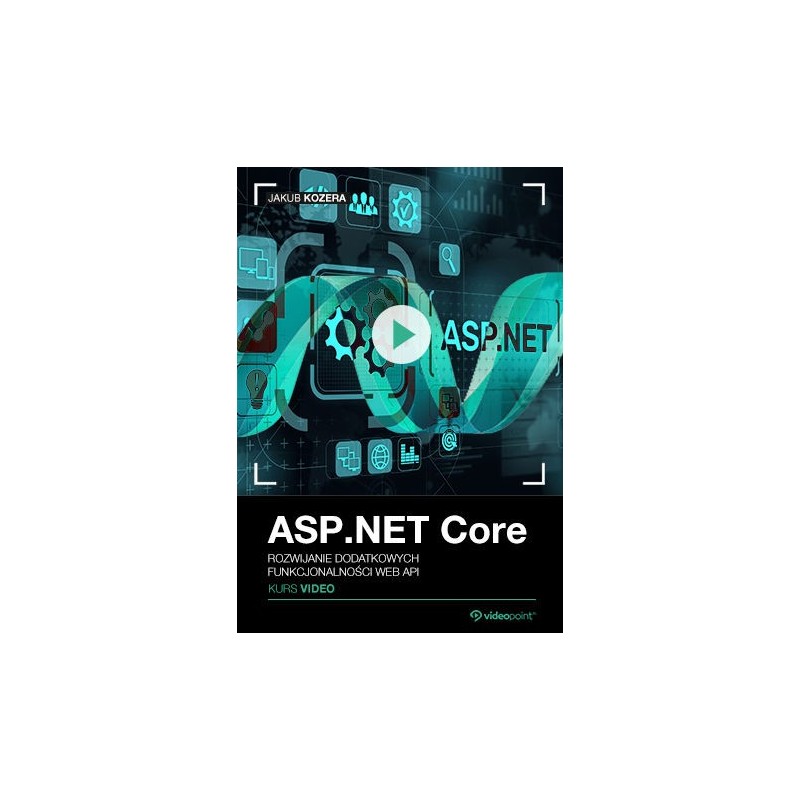 JAKUB KOZERA
ASP.NET
ASP.NET Core
ROZWIJANIE DODATKOWYCH
FUNKCJONALNOŚCI WEB API
KURS VIDEO
videopoint